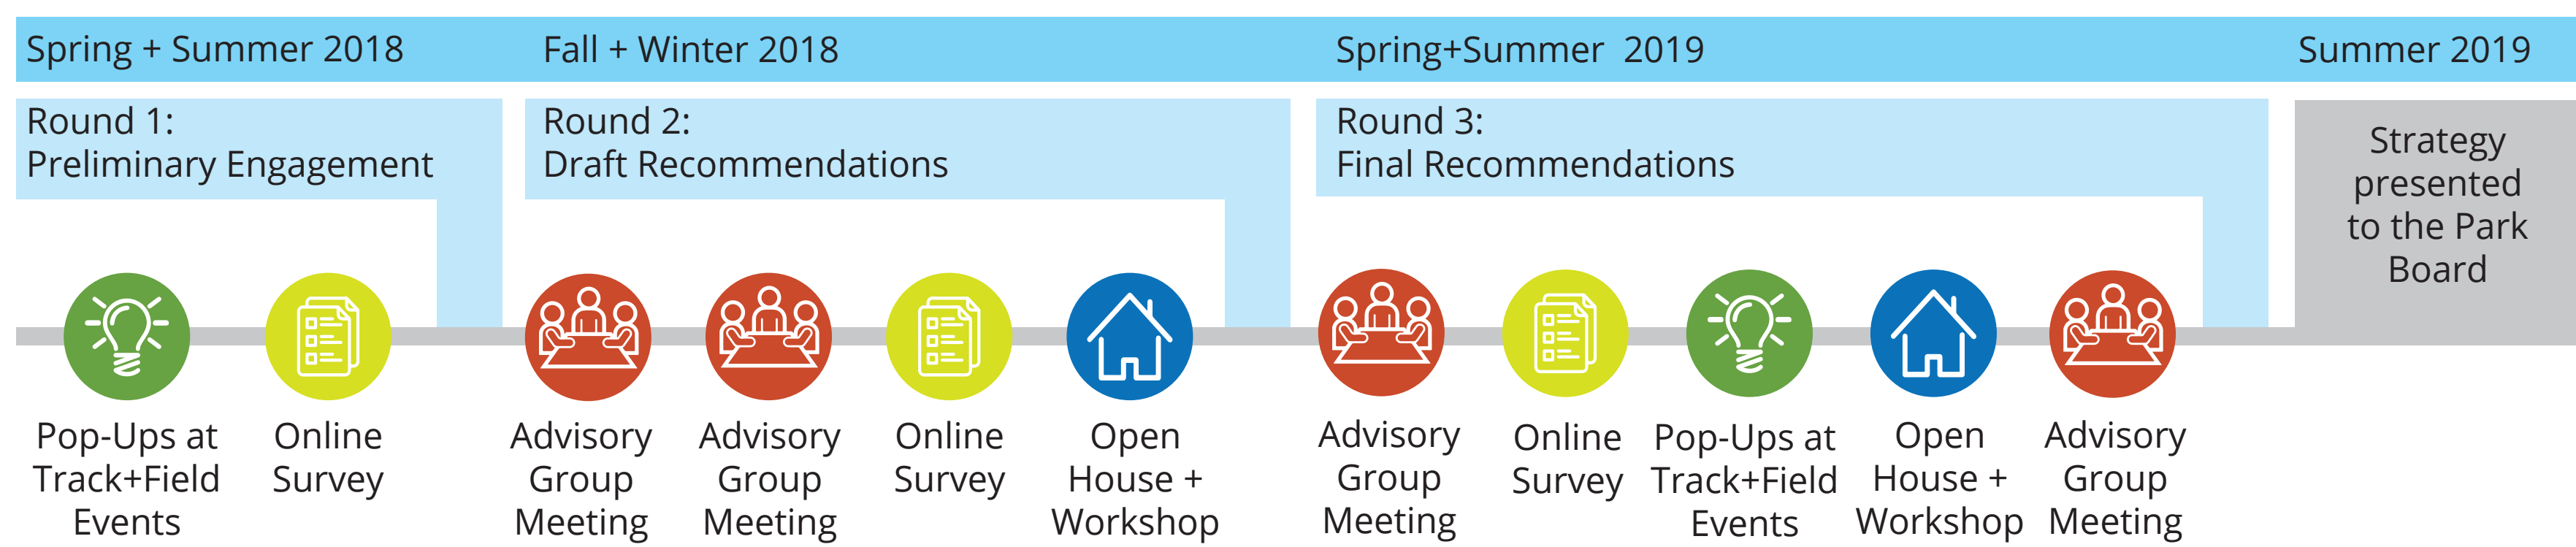 Spring + Summer 2018
Fall + Winter 2018
Spring+Summer 2019
Summer 2019
Round 1:
Preliminary Engagement
Round 2:
Draft Recommendations
Round 3:
Final Recommendations
Strategy
presented
to the Park
Board
Pop-Ups at
Track+Field
Events
Online
Survey
Advisory
Group
Meeting
Advisory
Group
Meeting
Online
Survey
Open
House +
Workshop
Advisory
Group
Meeting
Online
Survey
Pop-Ups at
Track+Field
Events
Open
House +
Workshop
Advisory
Group
Meeting